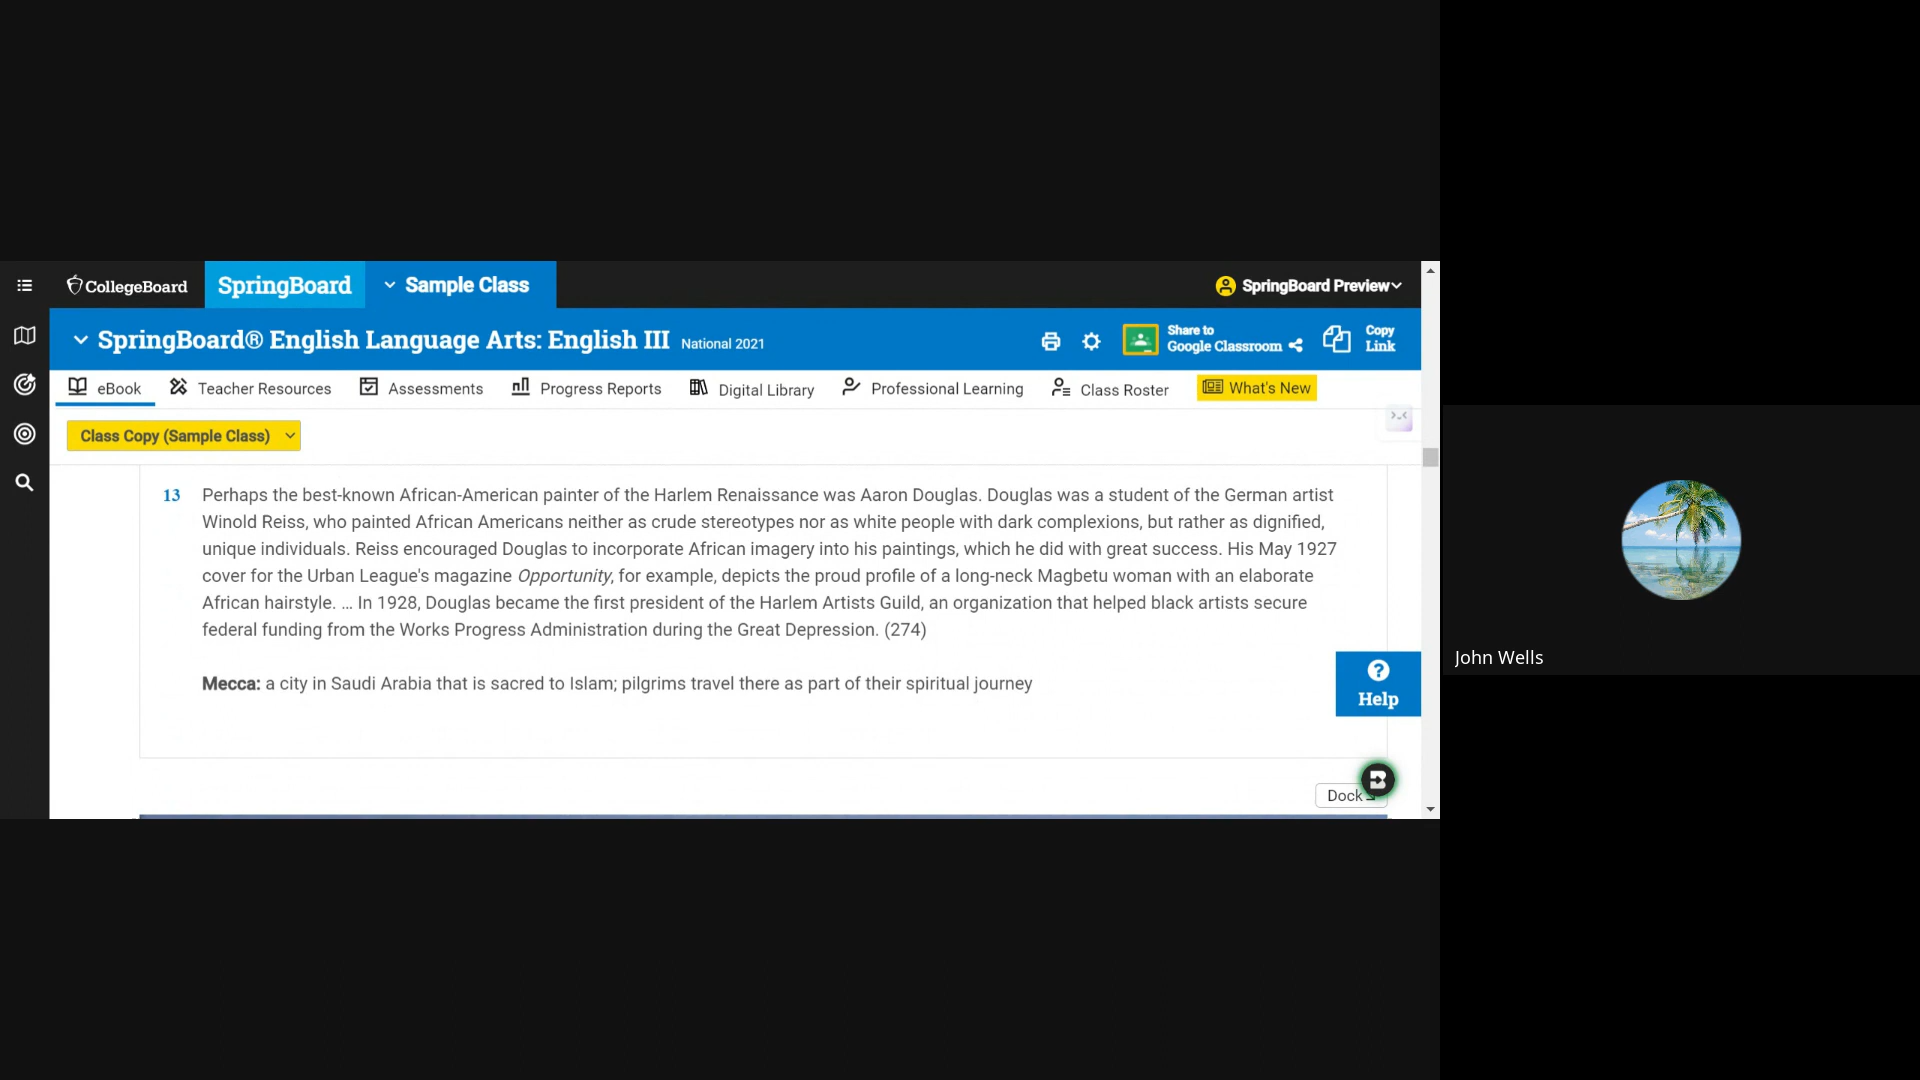 CollegeBoard
SpringBoard
Sample Class
SpringBoard Preview
SpringBoard® English Language Arts: English III National 2021
Share to
Google Classroom
Copy
Link
eBook
Teacher Resources
Assessments
Progress Reports
Digital Library
Professional Learning
Class Roster
What's New
Class Copy (Sample Class)
13 Perhaps the best-known African-American painter of the Harlem Renaissance was Aaron Douglas. Douglas was a student of the German artist
Winold Reiss, who painted African Americans neither as crude stereotypes nor as white people with dark complexions, but rather as dignified,
unique individuals. Reiss encouraged Douglas to incorporate African imagery into his paintings, which he did with great success. His May 1927
cover for the Urban League's magazine Opportunity, for example, depicts the proud profile of a long-neck Magbetu woman with an elaborate
African hairstyle. ... In 1928, Douglas became the first president of the Harlem Artists Guild, an organization that helped black artists secure
federal funding from the Works Progress Administration during the Great Depression. (274)
Mecca: a city in Saudi Arabia that is sacred to Islam; pilgrims travel there as part of their spiritual journey
Help
Dock
John Wells